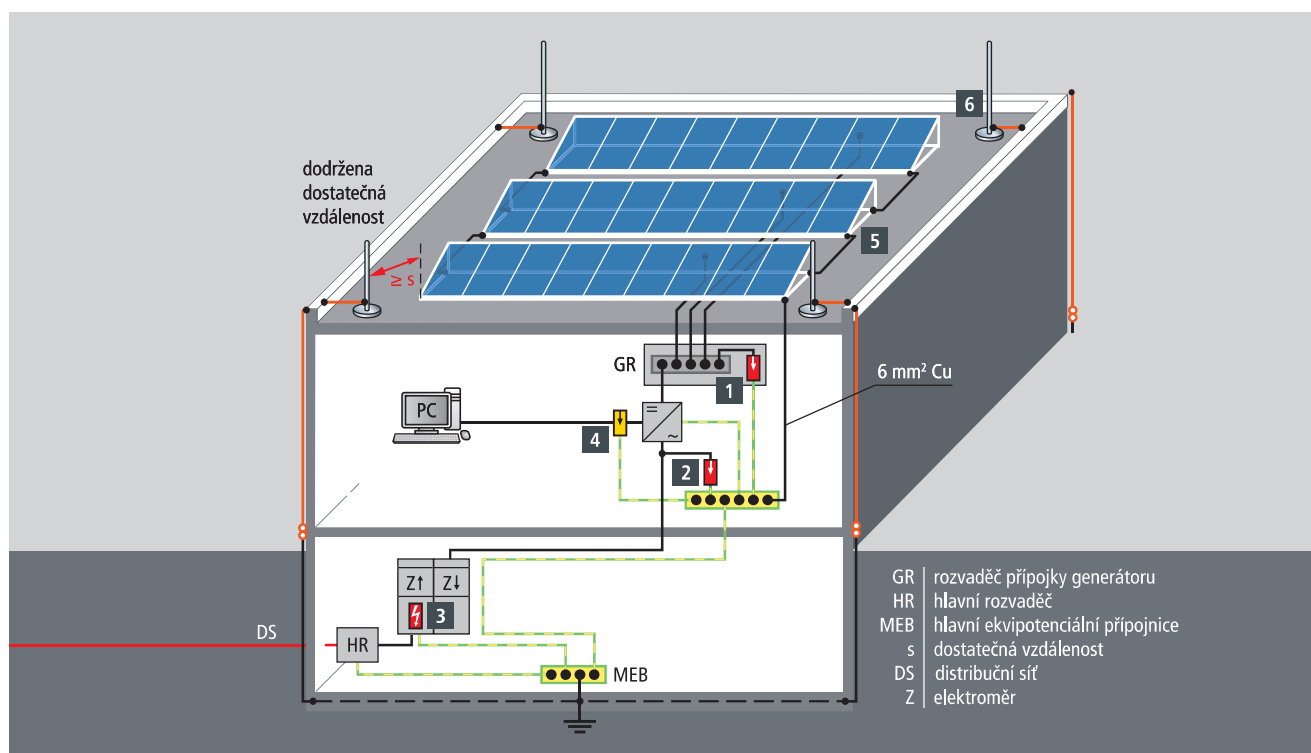 6
dodržena
dostatečná
vzdálenost
5
≥ s
GR
1
6 mm² Cu
PC
4
2
Z↑ Z↓
3
DS
HR
MEB
GR rozvaděč přípojky generátoru
HR hlavní rozvaděč
MEB hlavní ekvipotenciální přípojnice
s dostatečná vzdálenost
DS distribuční síť
Z elektroměr